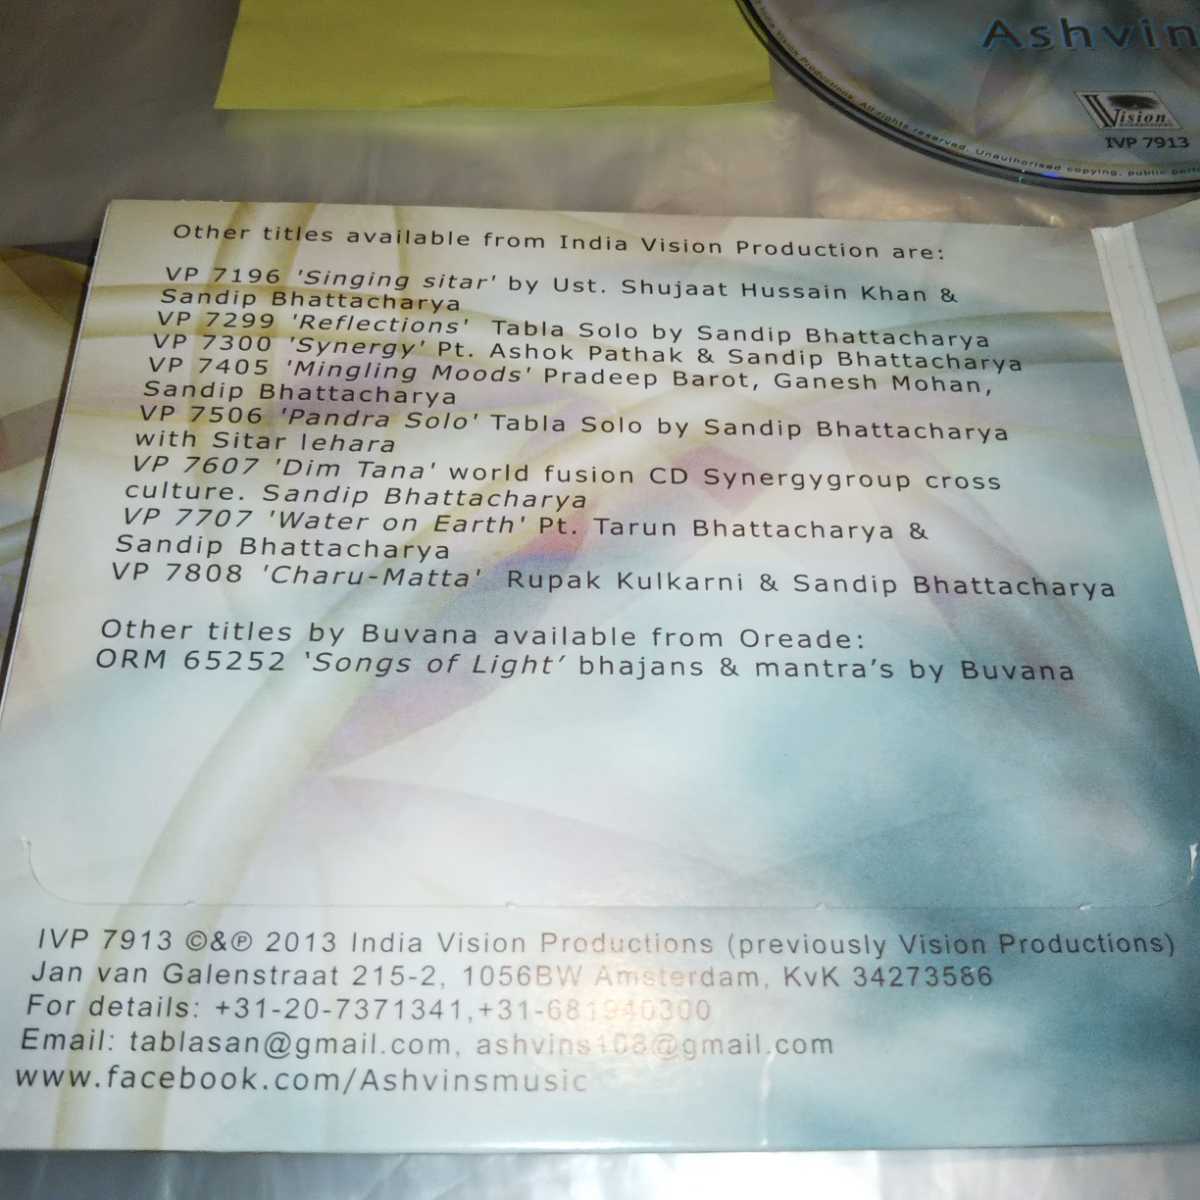 Ashvin
Vision
IVP 7913
All rights reserved. Unauthorised copying, public
Other titles available from India Vision Production are:
VP 7196 'Singing sitar' by Ust. Shujaat Hussain Khan &
Sandip Bhattacharya
VP 7299 'Reflections' Tabla Solo by Sandip Bhattacharya
VP 7300 'Synergy' Pt. Ashok Pathak & Sandip Bhattacharya
VP 7405 'Mingling Moods' Pradeep Barot, Ganesh Mohan,
Sandip Bhattacharya
VP 7506 'Pandra Solo' Tabla Solo by Sandip Bhattacharya
with Sitar lehara
VP 7607 'Dim Tana' world fusion CD Synergygroup cross
culture. Sandip Bhattacharya
VP 7707 'Water on Earth' Pt. Tarun Bhattacharya &
Sandip Bhattacharya
VP 7808 'Charu-Matta' Rupak Kulkarni & Sandip Bhattacharya
Other titles by Buvana available from Oreade:
ORM 65252 ‘Songs of Light’ bhajans & mantra’s by Buvana
IVP 7913 ©&℗ 2013 India Vision Productions (previously Vision Productions)
Jan van Galenstraat 215-2, 1056BW Amsterdam, KvK 34273586
For details: +31-20-7371341,+31-681940300
Email: tablasan@gmail.com, ashvins108@gmail.com
www.facebook.com/Ashvinsmusic